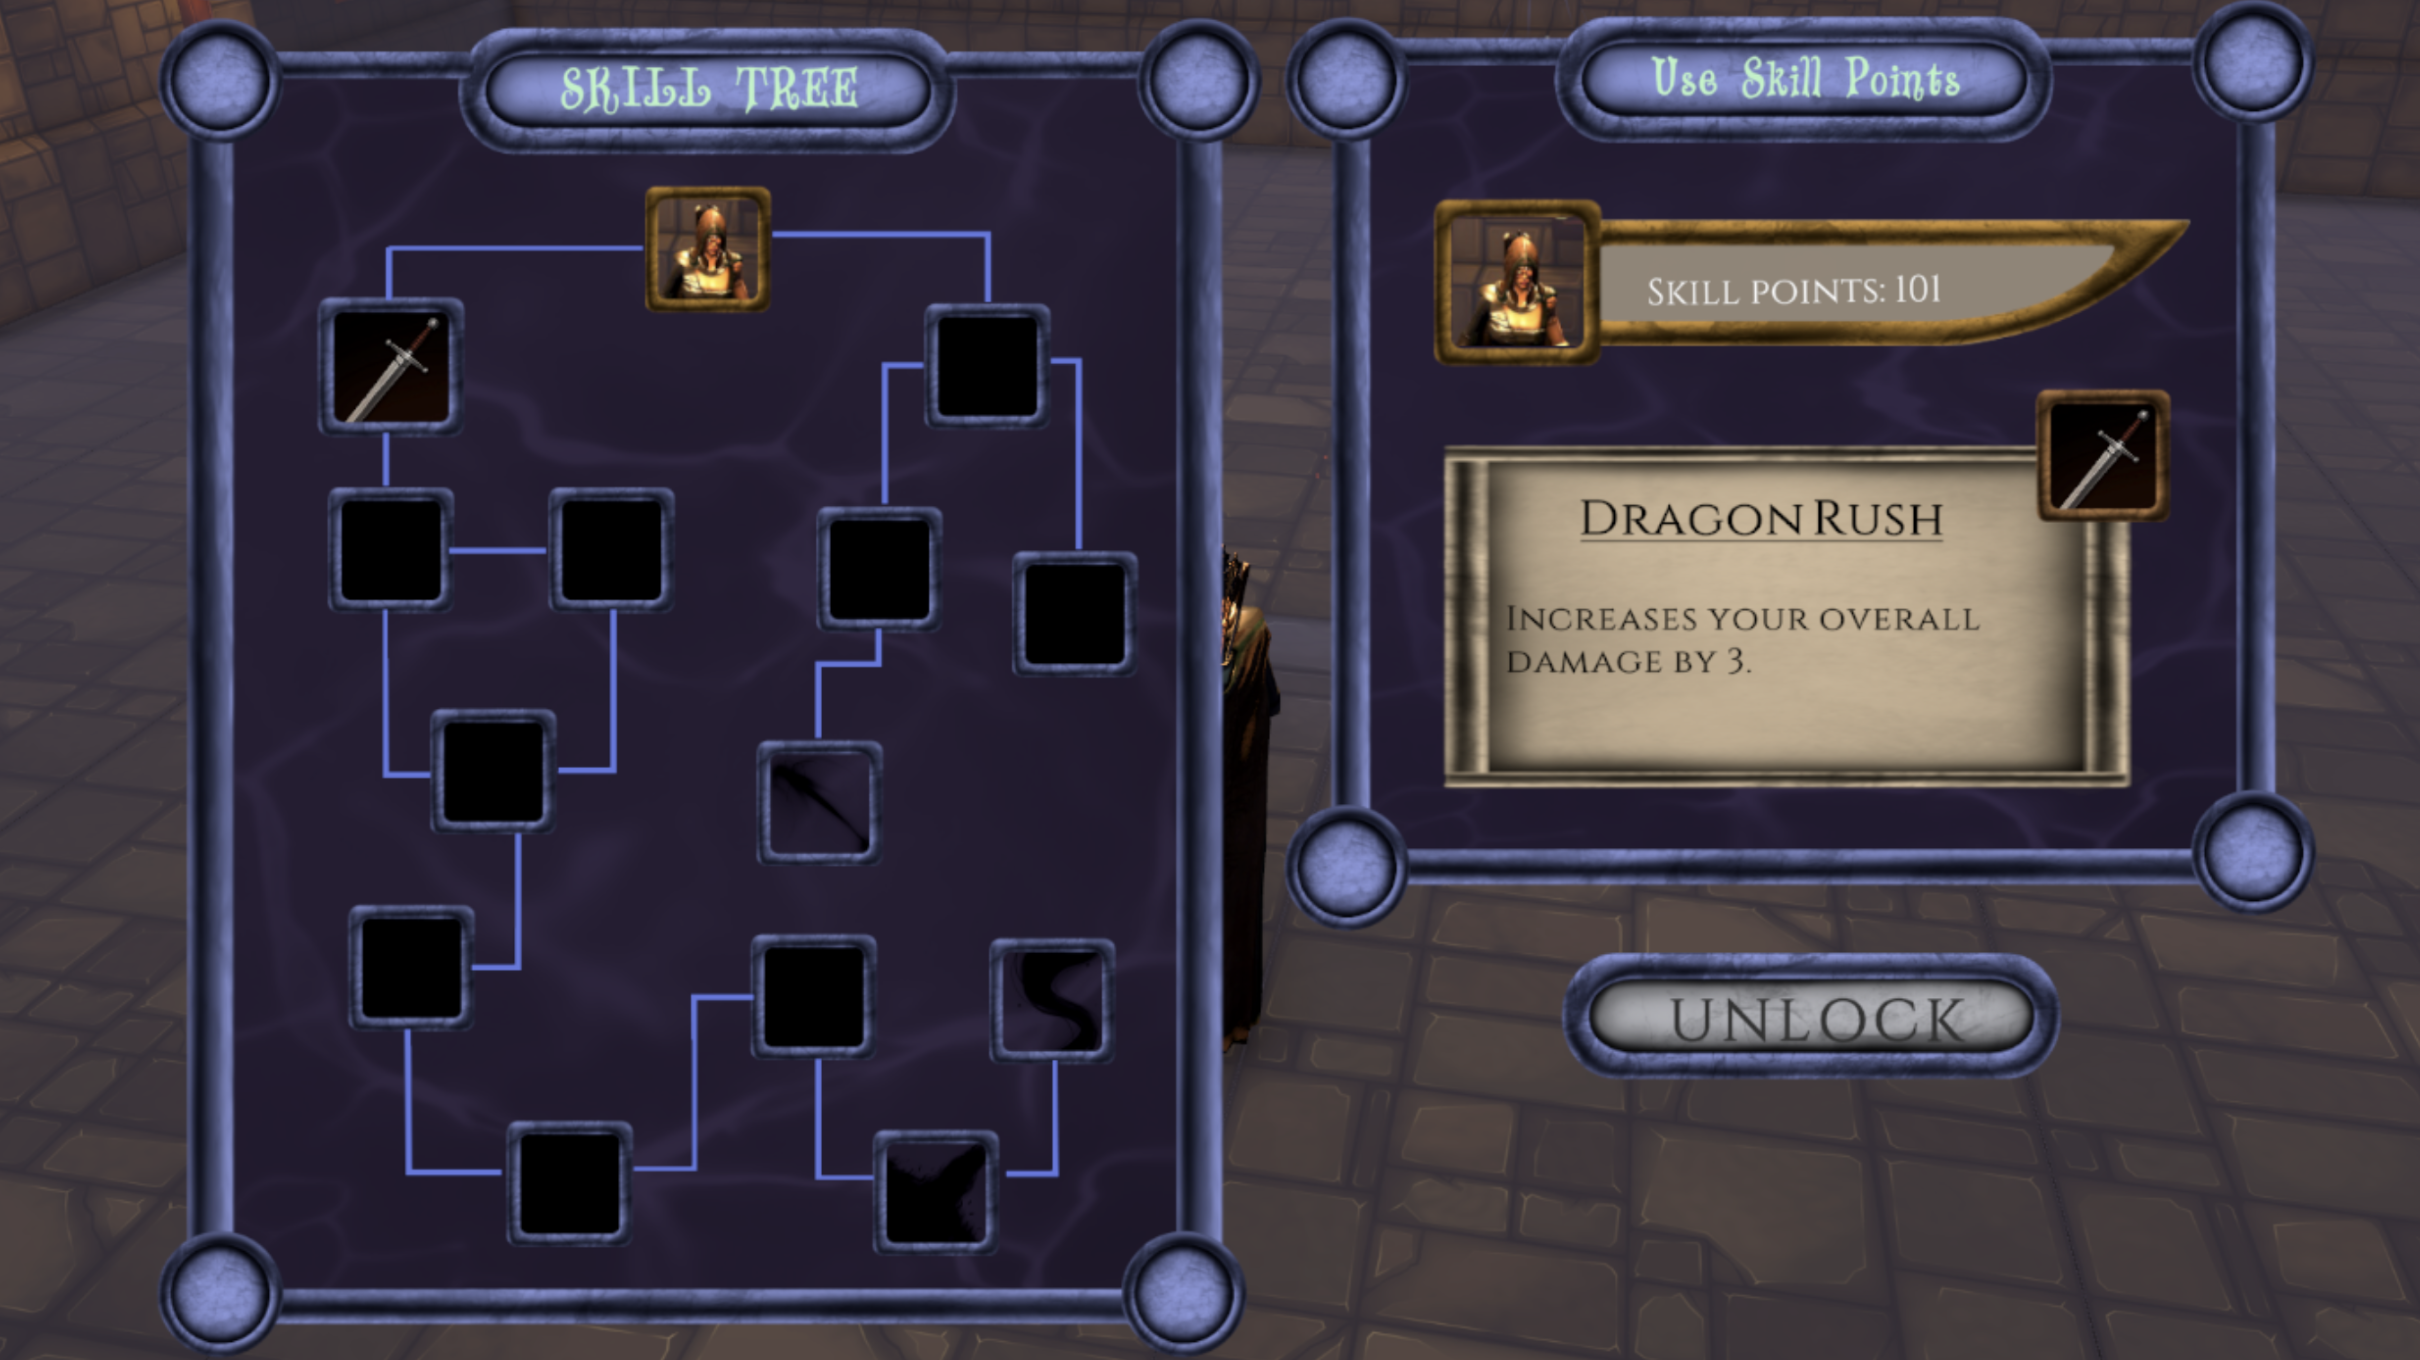 SKILL TREE
Use Skill Points
SKILL POINTS: 101
DRAGON RUSH
INCREASES YOUR OVERALL
DAMAGE BY 3.
UNLOCK